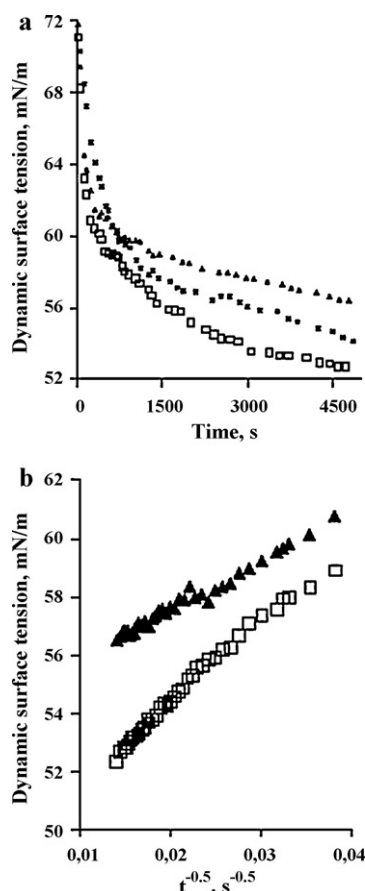 a
Dynamic surface tension, mN/m
72
68
64
60
56
52
0 1500 3000 4500
Time, s
b
Dynamic surface tension, mN/m
62
60
58
56
54
52
50
0,01 0,02 0,03 0,04
t^-0.5, s^-0.5